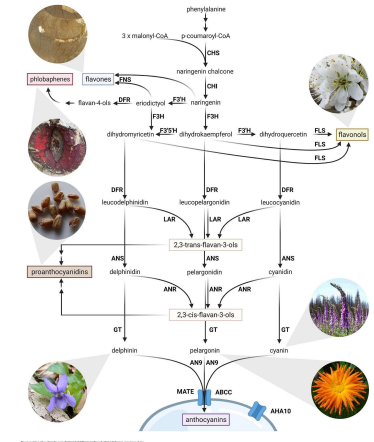 phenylalanine
3 x malonyl-CoA p-coumaroyl-CoA
CHS
naringenin chalcone
CHI
phlobaphenes flavones
FNS
flavan-4-ols DFR eriodictyol F3'H naringenin
F3H F3H
dihydromyricetin F3'5'H dihydrokaempferol F3'H dihydroquercetin FLS flavonols
FLS
FLS
DFR DFR DFR
leucodelphinidin leucopelargonidin leucocyanidin
LAR LAR LAR
2,3-trans-flavan-3-ols
ANS ANS ANS
proanthocyanidins delphinidin pelargonidin cyanidin
ANR ANR ANR
2,3-cis-flavan-3-ols
GT GT GT
delphinin pelargonin cyanin
AN9 AN9
MATE ABCC
AHA10
anthocyanins